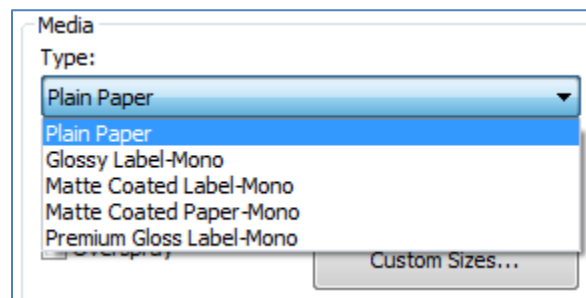 Media
Type:
Plain Paper
Plain Paper
Glossy Label-Mono
Matte Coated Label-Mono
Matte Coated Paper-Mono
Premium Gloss Label-Mono
Overspray
Custom Sizes...